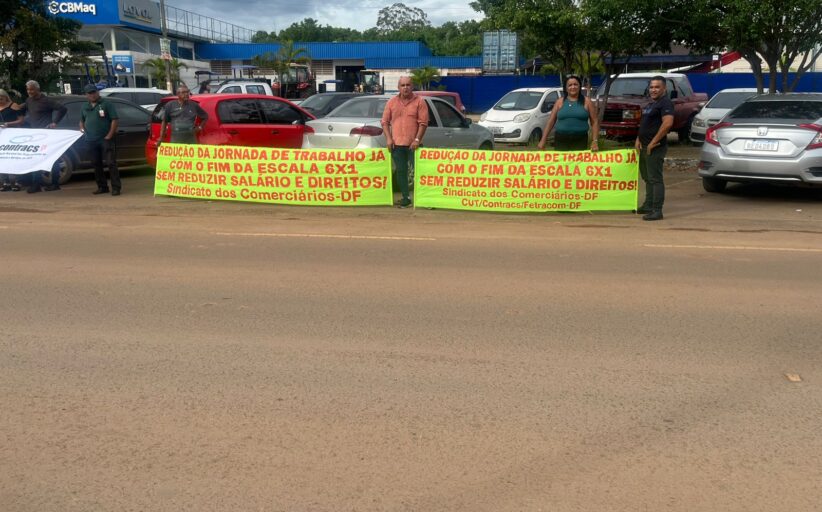 CBMaq
LOVOL
contracs
REDUÇÃO DA JORNADA DE TRABALHO JÁ
COM O FIM DA ESCALA 6X1
SEM REDUZIR SALÁRIO E DIREITOS!
Sindicato dos Comerciários-DF
REDUÇÃO DA JORNADA DE TRABALHO JÁ
COM O FIM DA ESCALA 6X1
SEM REDUZIR SALÁRIO E DIREITOS!
Sindicato dos Comerciários-DF
CUT/Contracs/Fetracom-DF